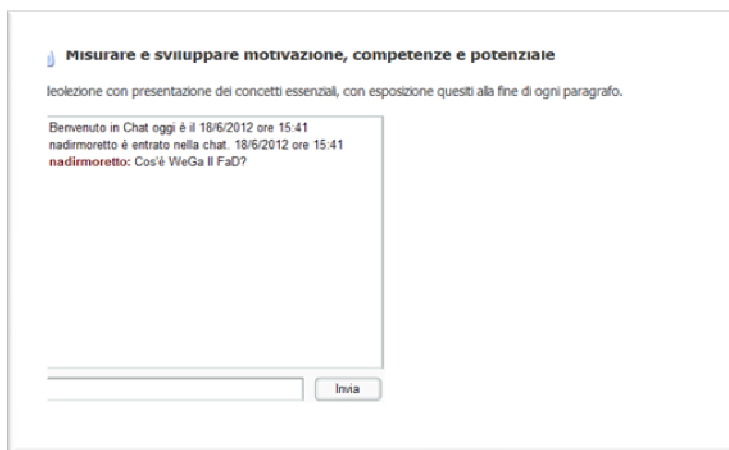 Misurare e sviluppare motivazione, competenze e potenziale
leolezione con presentazione dei concetti essenziali, con esposizione quesiti alla fine di ogni paragrafo.
Benvenuto in Chat oggi è il 18/6/2012 ore 15:41
nadirmoretto è entrato nella chat. 18/6/2012 ore 15:41
nadirmoretto: Cos'è WeGa II FaD?
Invia